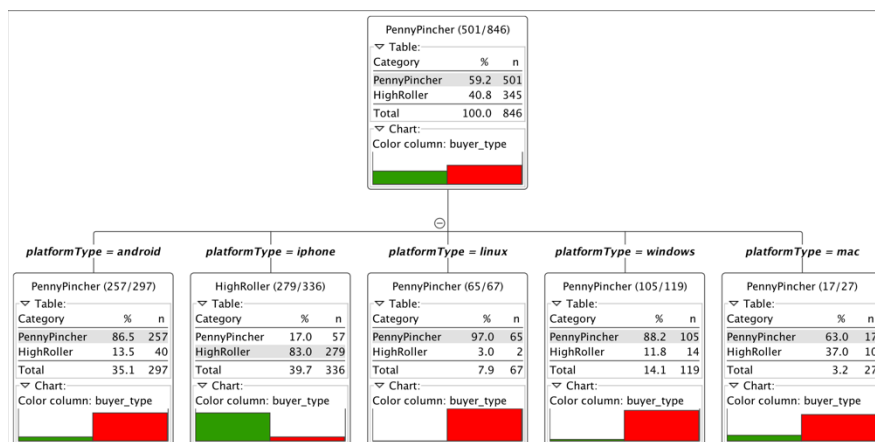 PennyPincher (501/846)
▽ Table:
Category % n
PennyPincher 59.2 501
HighRoller 40.8 345
Total 100.0 846
▽ Chart:
Color column: buyer_type
platformType = android
platformType = iphone
platformType = linux
platformType = windows
platformType = mac
PennyPincher (257/297)
▽ Table:
Category % n
PennyPincher 86.5 257
HighRoller 13.5 40
Total 35.1 297
▽ Chart:
Color column: buyer_type
HighRoller (279/336)
▽ Table:
Category % n
PennyPincher 17.0 57
HighRoller 83.0 279
Total 39.7 336
▽ Chart:
Color column: buyer_type
PennyPincher (65/67)
▽ Table:
Category % n
PennyPincher 97.0 65
HighRoller 3.0 2
Total 7.9 67
▽ Chart:
Color column: buyer_type
PennyPincher (105/119)
▽ Table:
Category % n
PennyPincher 88.2 105
HighRoller 11.8 14
Total 14.1 119
▽ Chart:
Color column: buyer_type
PennyPincher (17/27)
▽ Table:
Category % n
PennyPincher 63.0 17
HighRoller 37.0 10
Total 3.2 27
▽ Chart:
Color column: buyer_type